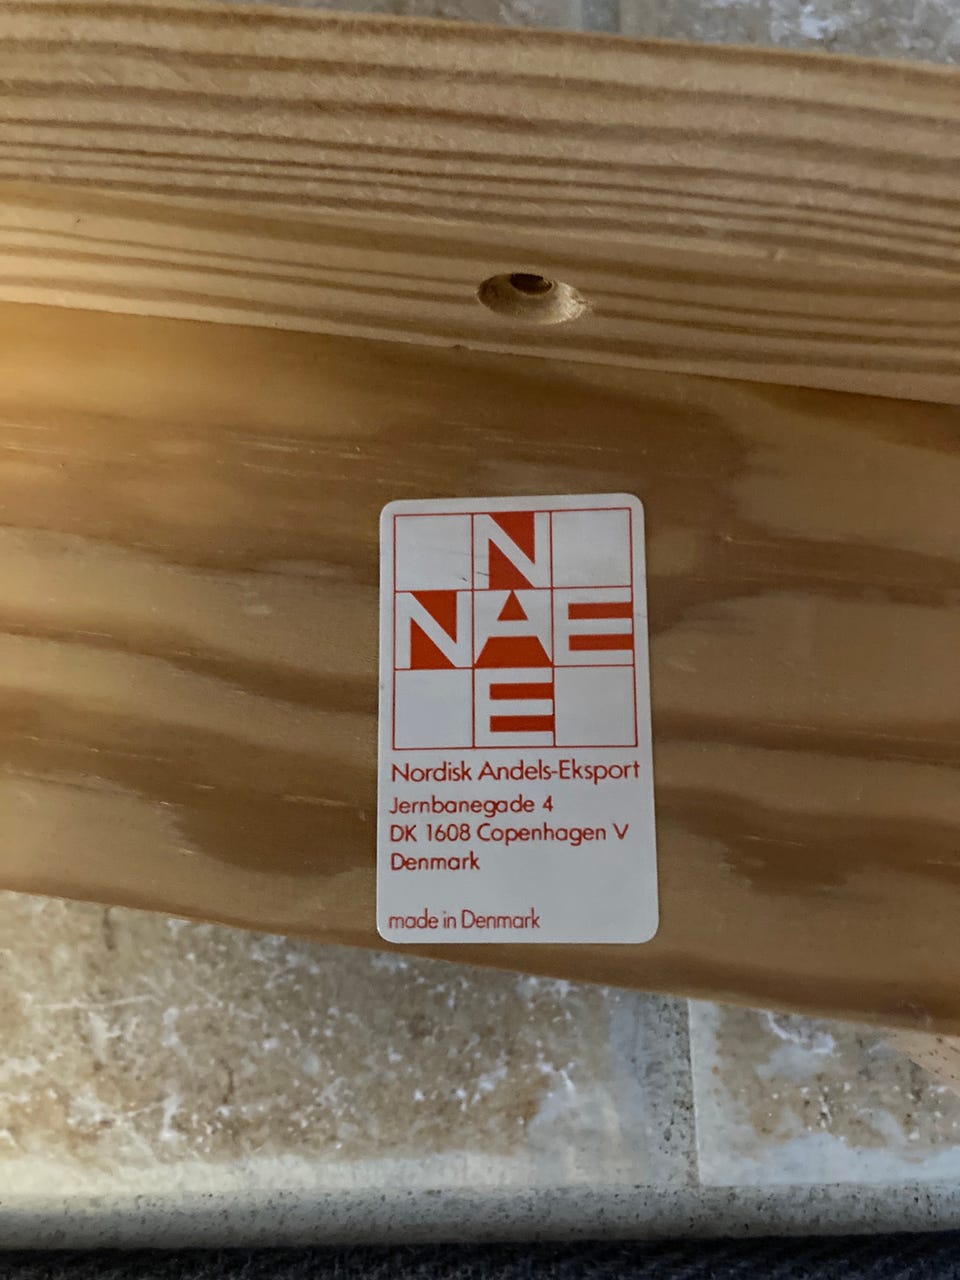 N
NAE
E
Nordisk Andels-Eksport
Jernbanegade 4
DK 1608 Copenhagen V
Denmark
made in Denmark